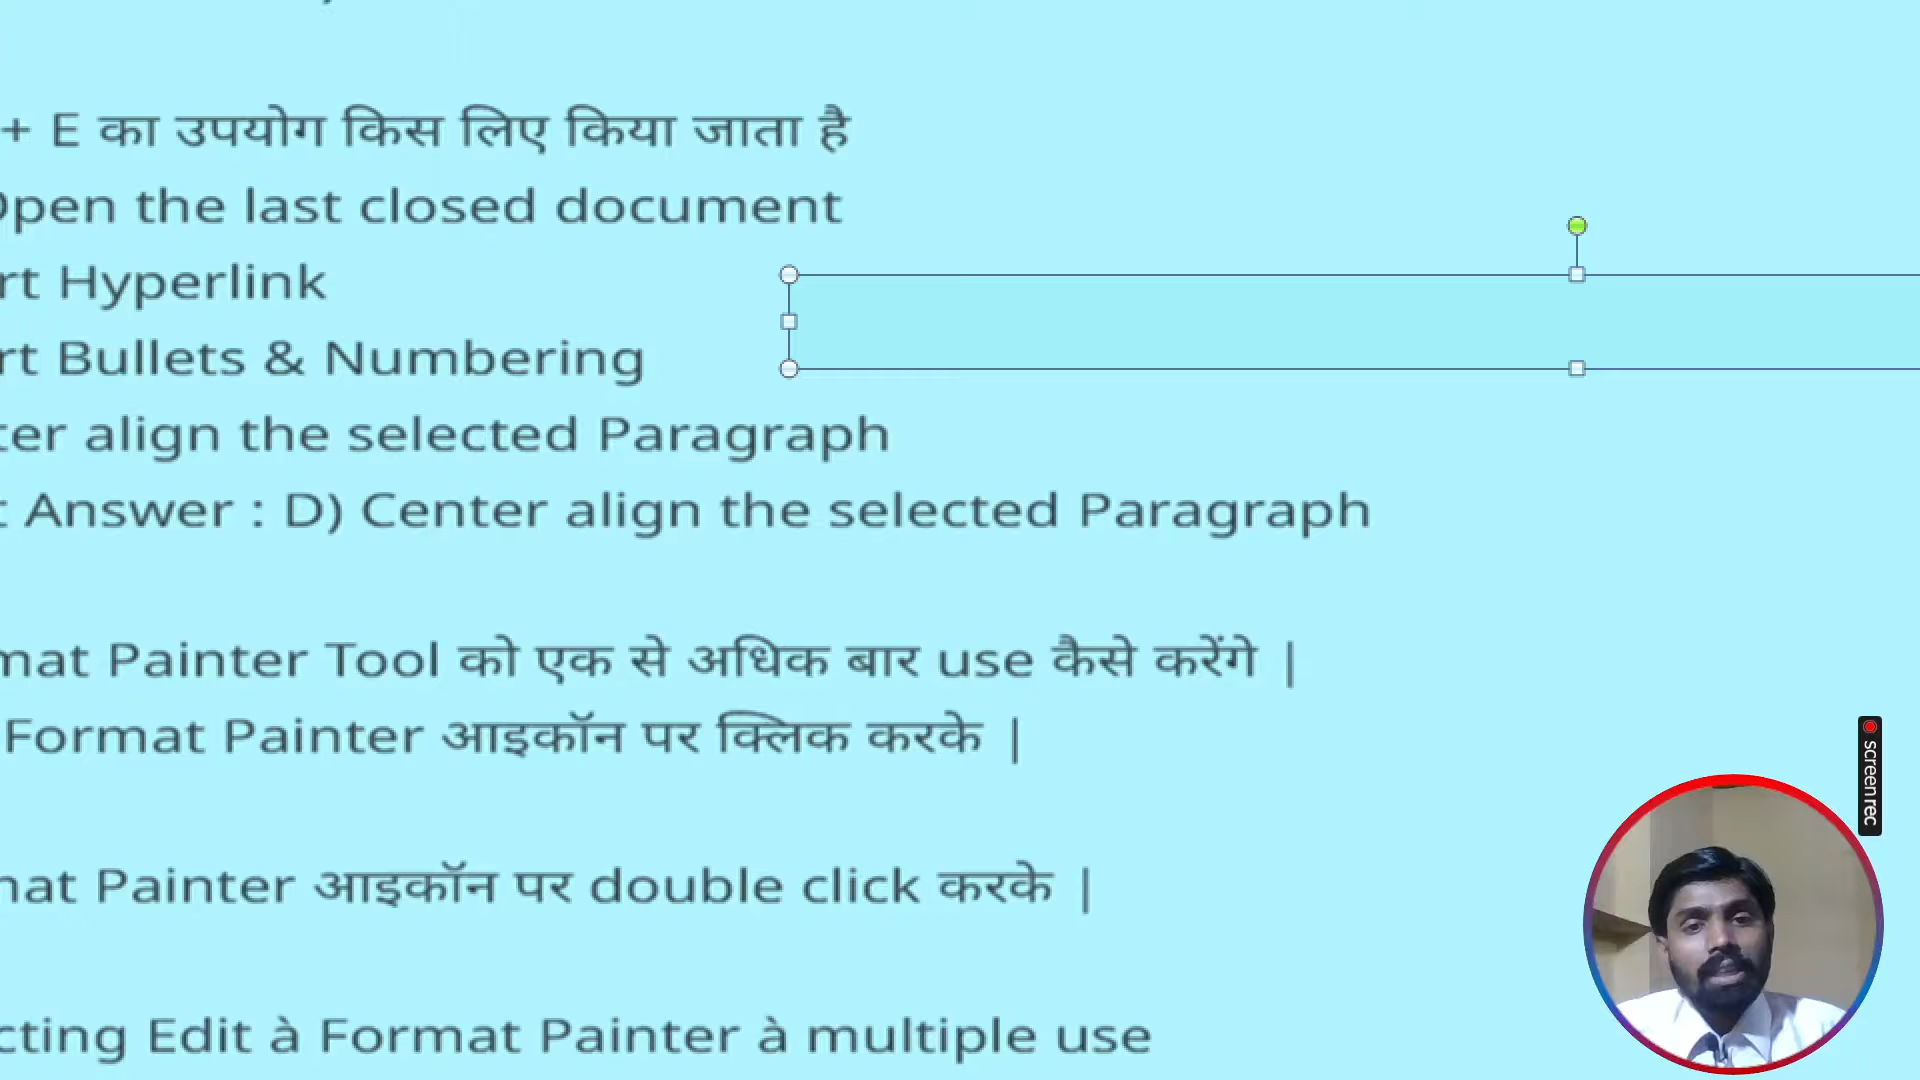 + E का उपयोग किस लिए किया जाता है
Open the last closed document
rt Hyperlink
rt Bullets & Numbering
ter align the selected Paragraph
t Answer : D) Center align the selected Paragraph
mat Painter Tool को एक से अधिक बार use कैसे करेंगे |
Format Painter आइकॉन पर क्लिक करके |
mat Painter आइकॉन पर double click करके |
cting Edit à Format Painter à multiple use
screenrec